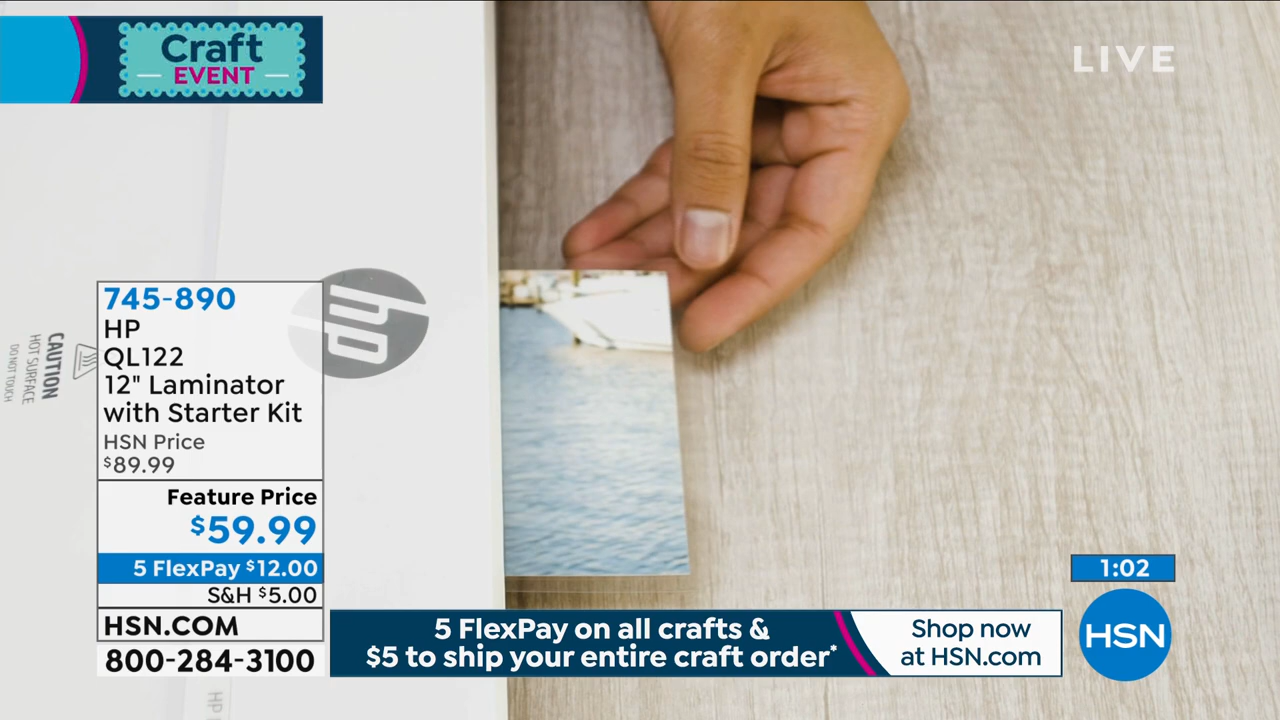 Craft
EVENT
LIVE
745-890
HP
QL122
12" Laminator
with Starter Kit
HSN Price
$89.99
Feature Price
$59.99
5 FlexPay $12.00
S&H $5.00
HSN.COM
800-284-3100
hp
CAUTION
HOT SURFACE
DO NOT TOUCH
HP
5 FlexPay on all crafts &
$5 to ship your entire craft order*
Shop now
at HSN.com
1:02
HSN